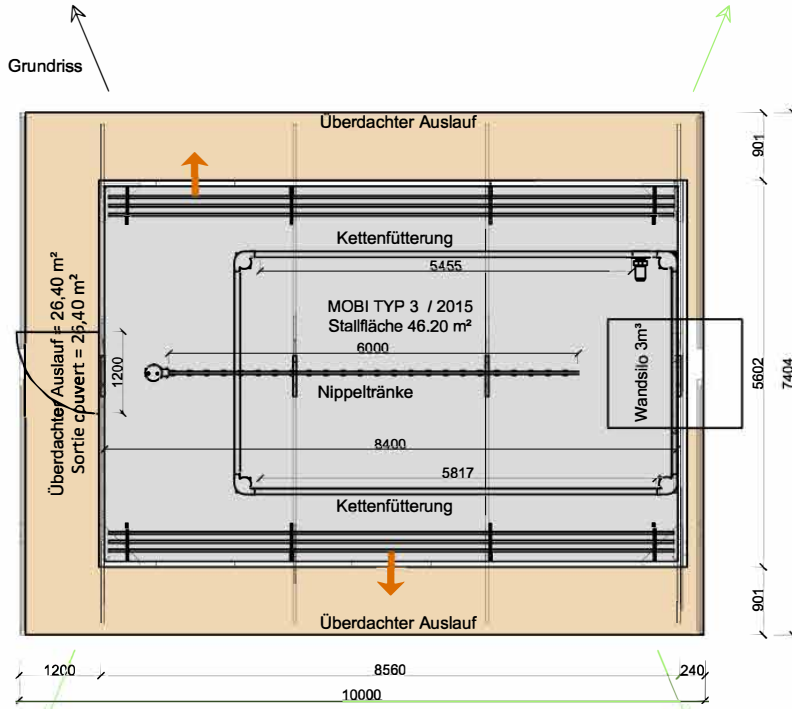 Grundriss
Überdachter Auslauf
901
Kettenfütterung
5455
MOBI TYP 3 / 2015
Stallfläche 46.20 m²
6000
Nippeltränke
1200
Überdachter Auslauf = 26,40 m²
Sortie couvert = 26,40 m²
Wandsilo 3m³
5602
7404
8400
5817
Kettenfütterung
Überdachter Auslauf
901
1200
8560
240
10000